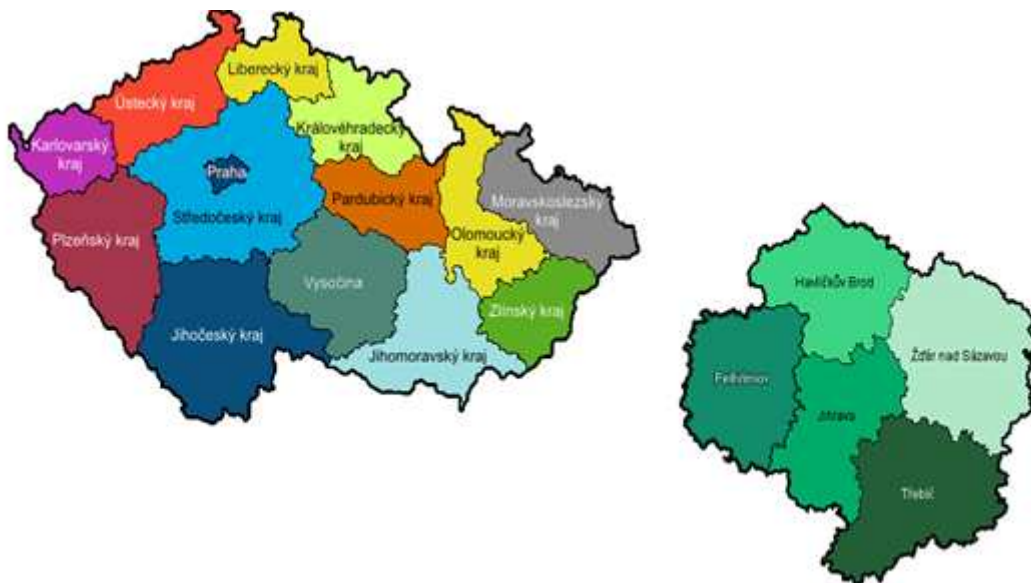 Liberecký kraj
Ústecký kraj
Královéhradecký
kraj
Karlovarský
kraj
Praha
Pardubický kraj
Moravskoslezský
kraj
Středočeský kraj
Olomoucký
kraj
Plzeňský kraj
Vysočina
Zlínský kraj
Jihočeský kraj
Jihomoravský kraj
Havlíčkův Brod
Žďár nad Sázavou
Pelhřimov
Jihlava
Třebíč